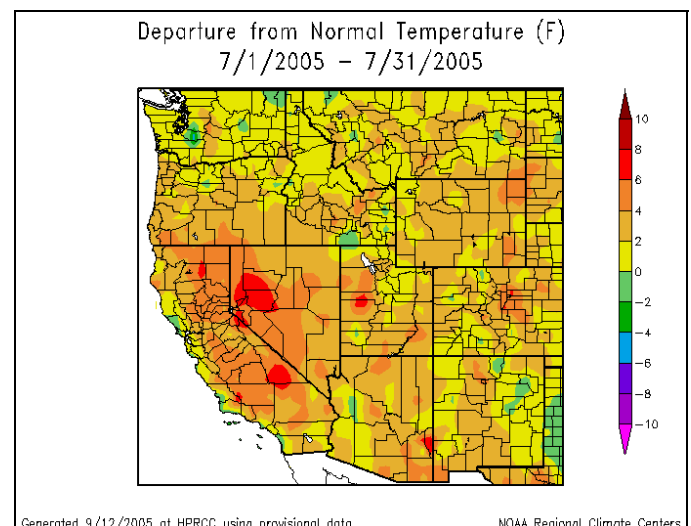 Departure from Normal Temperature (F)
7/1/2005 – 7/31/2005
10
8
6
4
2
0
−2
−4
−6
−8
−10
Generated 9/12/2005 at HPRCC using provisional data.
NOAA Regional Climate Centers